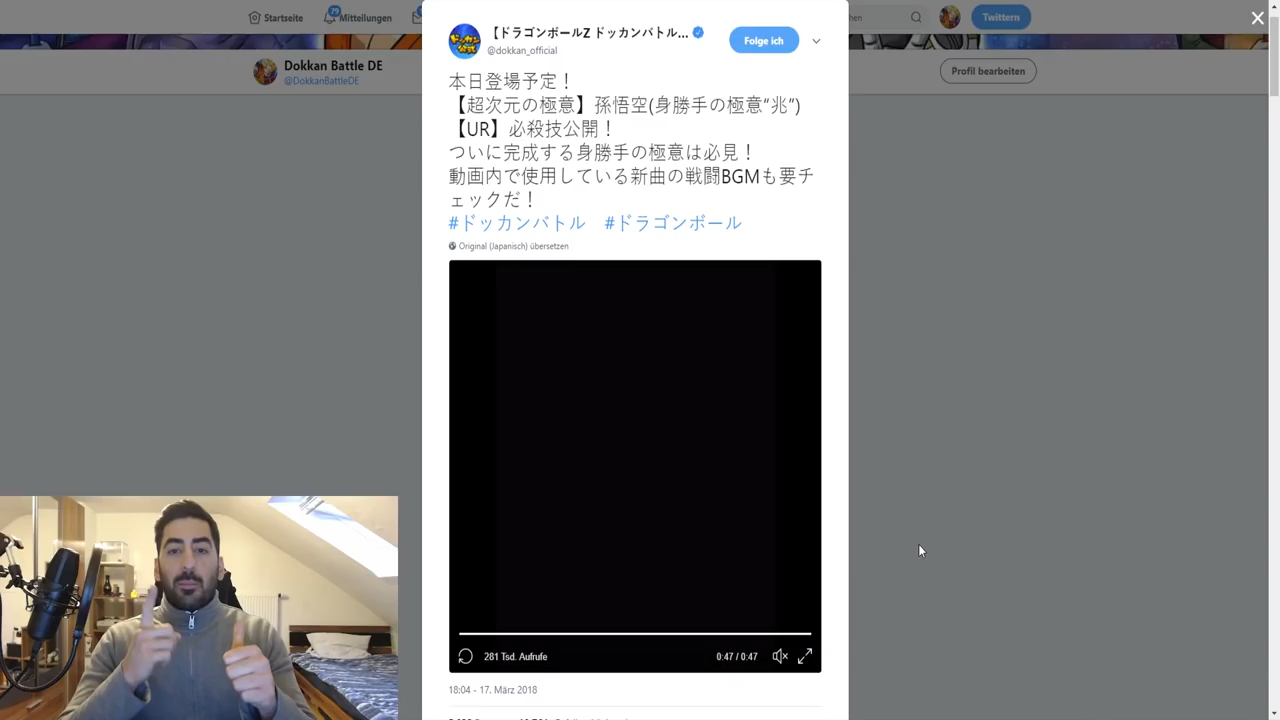 Startseite
79
Mitteilungen
hen
Twittern
Dokkan Battle DE
@DokkanBattleDE
Profil bearbeiten
【ドラゴンボールZ ドッカンバトル...
@dokkan_official
Folge ich
本日登場予定！
【超次元の極意】孫悟空(身勝手の極意“兆”)
【UR】必殺技公開！
ついに完成する身勝手の極意は必見！
動画内で使用している新曲の戦闘BGMも要チ
ェックだ！
#ドッカンバトル #ドラゴンボール
Original (Japanisch) übersetzen
281 Tsd. Aufrufe
0:47 / 0:47
18:04 - 17. März 2018